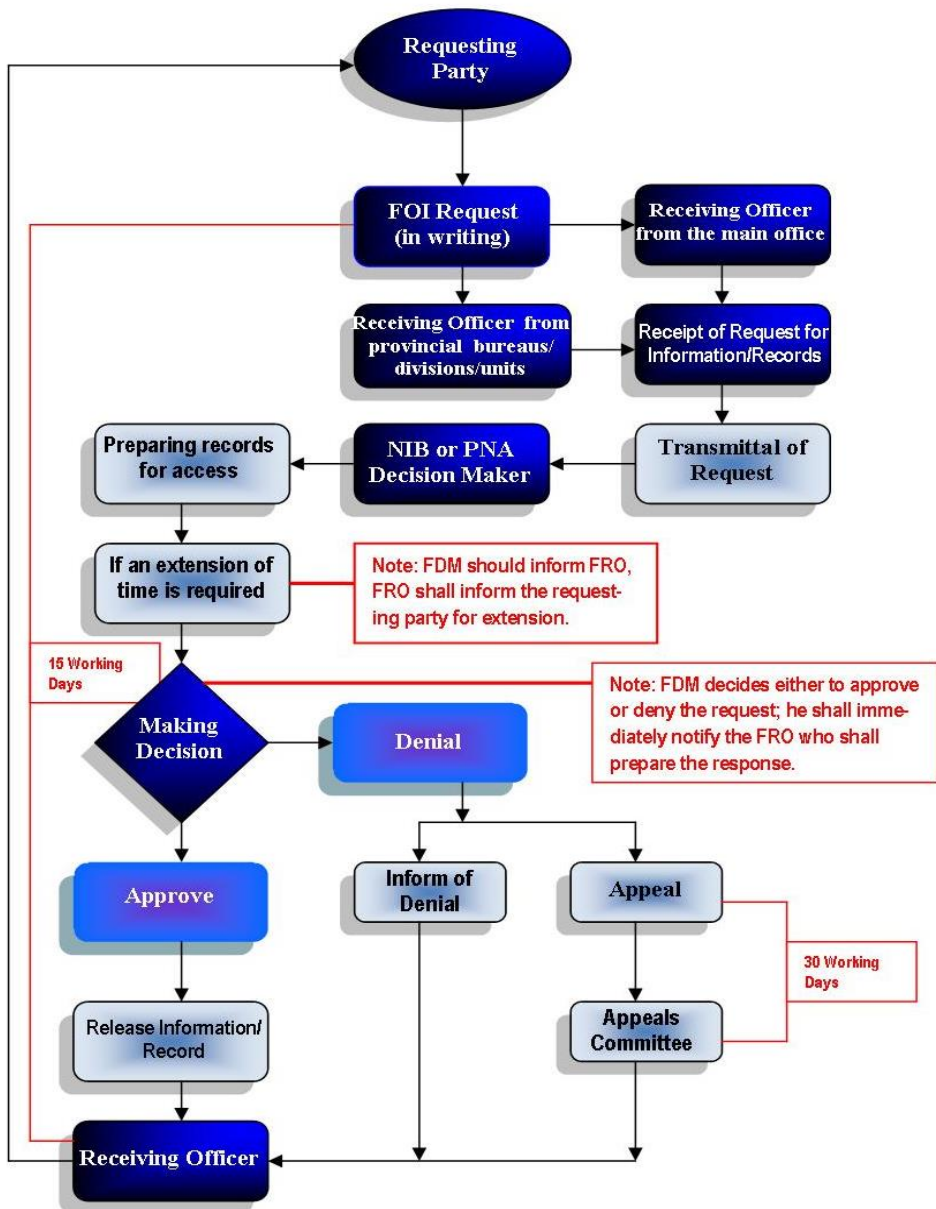 Requesting
Party
FOI Request
(in writing)
Receiving Officer
from the main office
Receiving Officer from
provincial bureaus/
divisions/units
Receipt of Request for
Information/Records
Preparing records
for access
NIB or PNA
Decision Maker
Transmittal of
Request
If an extension of
time is required
Note: FDM should inform FRO,
FRO shall inform the request-
ing party for extension.
15 Working
Days
Making
Decision
Denial
Note: FDM decides either to approve
or deny the request; he shall imme-
diately notify the FRO who shall
prepare the response.
Approve
Inform of
Denial
Appeal
30 Working
Days
Release Information/
Record
Appeals
Committee
Receiving Officer